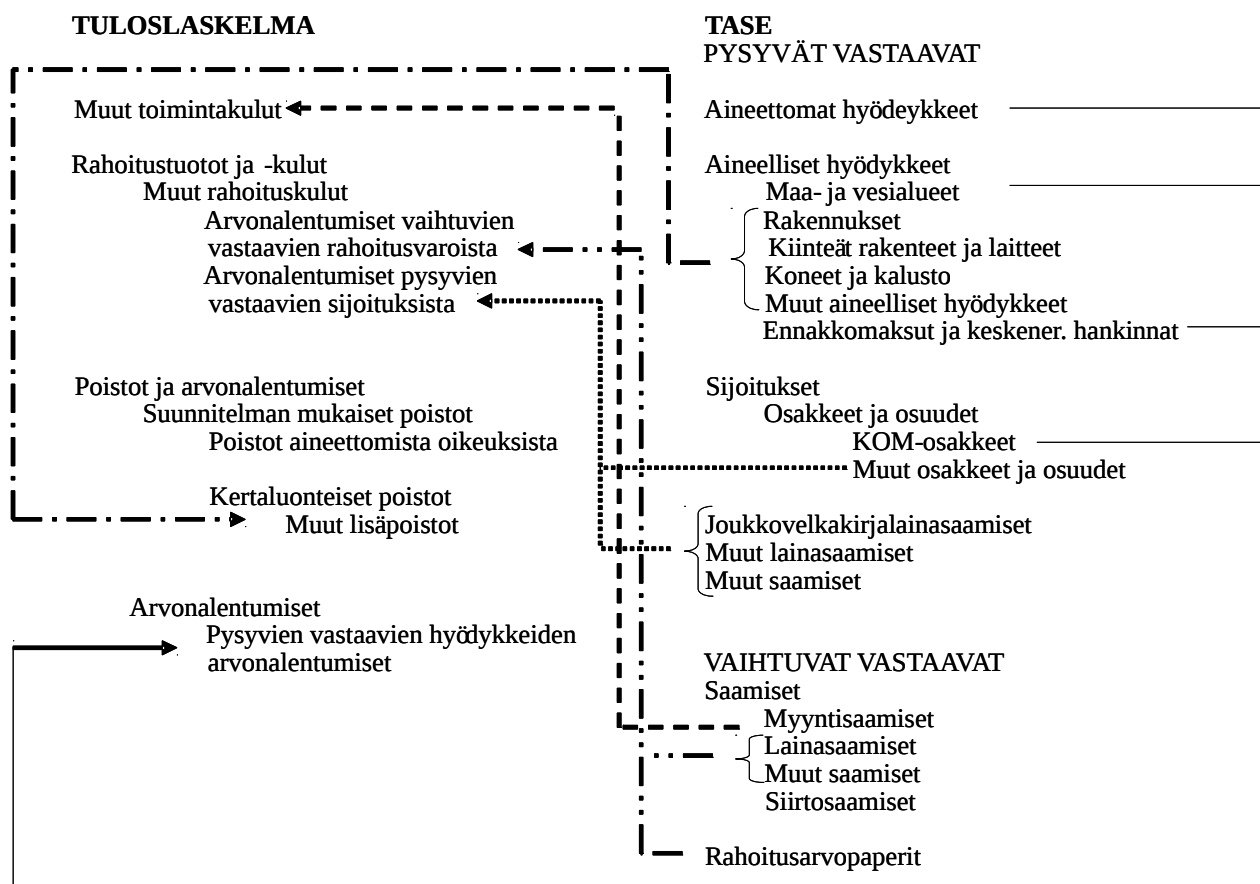 TULOSLASKELMA
Muut toimintakulut
Rahoitustuotot ja -kulut
Muut rahoituskulut
Arvonalentumiset vaihtuvien
vastaavien rahoitusvaroista
Arvonalentumiset pysyvien
vastaavien sijoituksista
Poistot ja arvonalentumiset
Suunnitelman mukaiset poistot
Poistot aineettomista oikeuksista
Kertaluonteiset poistot
Muut lisäpoistot
Arvonalentumiset
Pysyvien vastaavien hyödykkeiden
arvonalentumiset
TASE
PYSYVÄT VASTAAVAT
Aineettomat hyödeykkeet
Aineelliset hyödykkeet
Maa- ja vesialueet
Rakennukset
Kiinteät rakenteet ja laitteet
Koneet ja kalusto
Muut aineelliset hyödykkeet
Ennakkomaksut ja keskener. hankinnat
Sijoitukset
Osakkeet ja osuudet
KOM-osakkeet
Muut osakkeet ja osuudet
Joukkovelkakirjalainasaamiset
Muut lainasaamiset
Muut saamiset
VAIHTUVAT VASTAAVAT
Saamiset
Myyntisaamiset
Lainasaamiset
Muut saamiset
Siirtosaamiset
Rahoitusarvopaperit